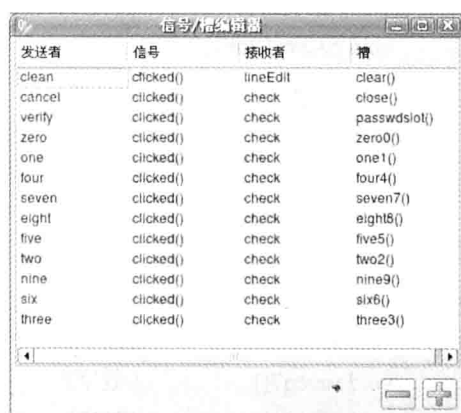 信号/槽编辑器
发送者 信号 接收者 槽
clean clicked() lineEdit clear()
cancel clicked() check close()
verify clicked() check passwdslot()
zero clicked() check zero0()
one clicked() check one1()
four clicked() check four4()
seven clicked() check seven7()
eight clicked() check eight8()
five clicked() check five5()
two clicked() check two2()
nine clicked() check nine9()
six clicked() check six6()
three clicked() check three3()